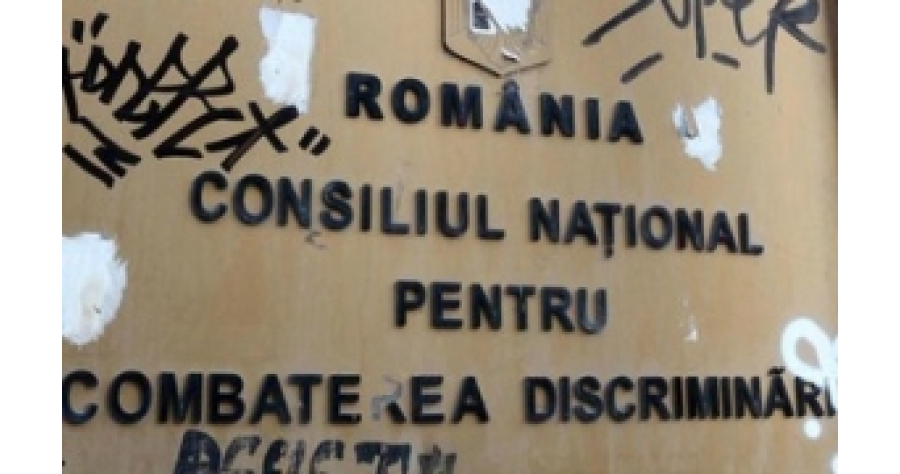 ROMÂNIA
CONSILIUL NAȚIONAL
PENTRU
COMBATEREA DISCRIMINĂRI